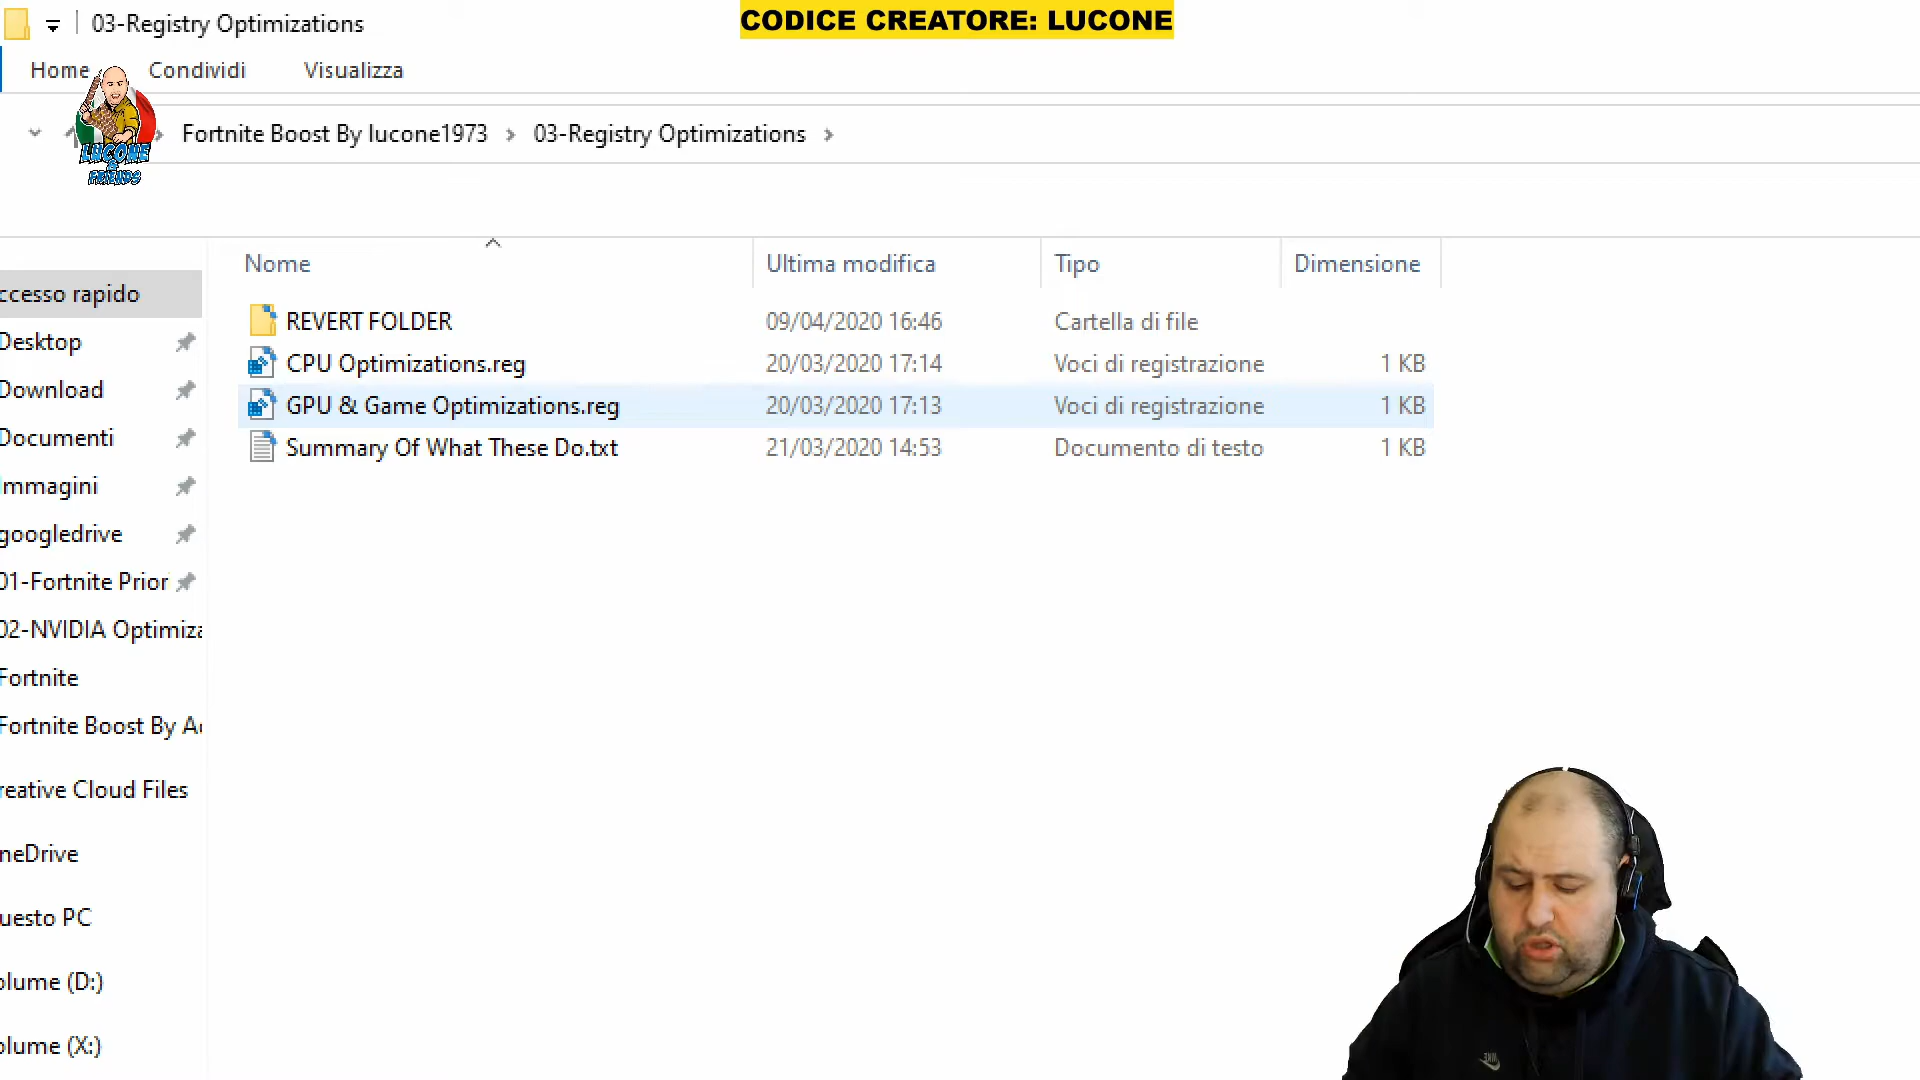 03-Registry Optimizations
CODICE CREATORE: LUCONE
Home Condividi Visualizza
Fortnite Boost By lucone1973 03-Registry Optimizations
LUCONE
&
FRIENDS
Nome Ultima modifica Tipo Dimensione
ccesso rapido
Desktop
Download
Documenti
mmagini
googledrive
01-Fortnite Prior
02-NVIDIA Optimiza
Fortnite
Fortnite Boost By A
reative Cloud Files
neDrive
uesto PC
olume (D:)
olume (X:)
REVERT FOLDER 09/04/2020 16:46 Cartella di file
CPU Optimizations.reg 20/03/2020 17:14 Voci di registrazione 1 KB
GPU & Game Optimizations.reg 20/03/2020 17:13 Voci di registrazione 1 KB
Summary Of What These Do.txt 21/03/2020 14:53 Documento di testo 1 KB